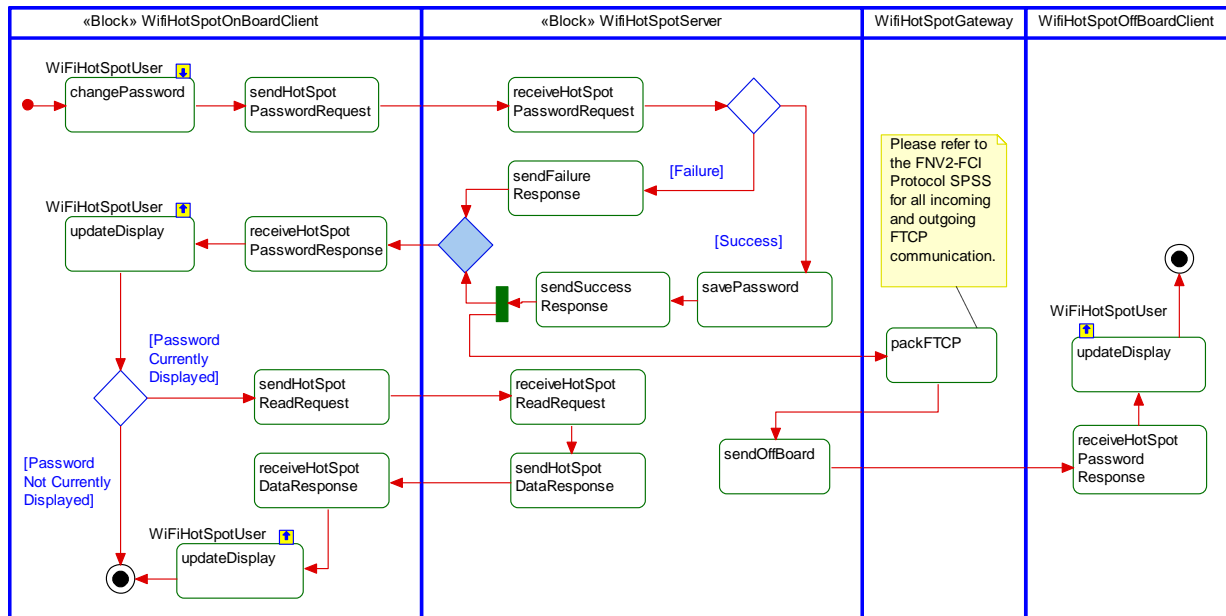 «Block» WifiHotSpotOnBoardClient
«Block» WifiHotSpotServer
WifiHotSpotGateway
WifiHotSpotOffBoardClient
WiFiHotSpotUser
changePassword
sendHotSpot
PasswordRequest
receiveHotSpot
PasswordRequest
[Failure]
sendFailure
Response
[Success]
Please refer to
the FNV2-FCI
Protocol SPSS
for all incoming
and outgoing
FTCP
communication.
WiFiHotSpotUser
updateDisplay
receiveHotSpot
PasswordResponse
sendSuccess
Response
savePassword
packFTCP
WiFiHotSpotUser
updateDisplay
[Password
Currently
Displayed]
sendHotSpot
ReadRequest
receiveHotSpot
ReadRequest
[Password
Not Currently
Displayed]
receiveHotSpot
DataResponse
sendHotSpot
DataResponse
sendOffBoard
receiveHotSpot
Password
Response
WiFiHotSpotUser
updateDisplay